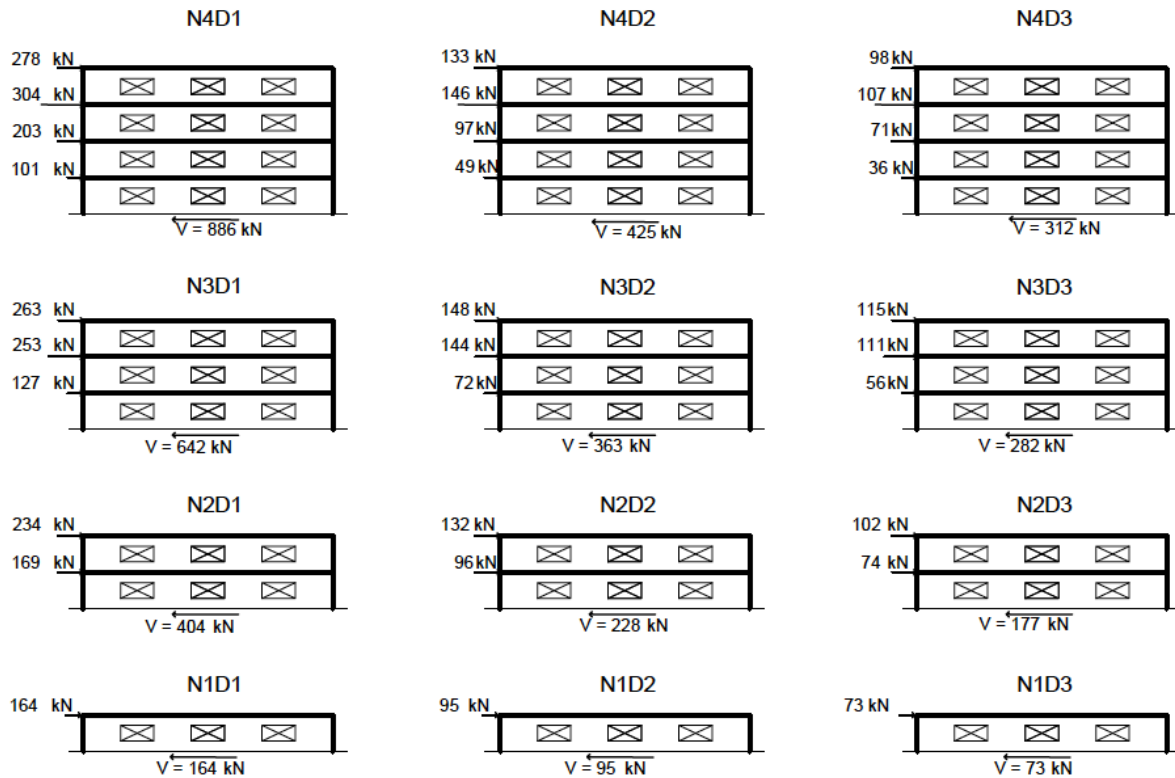 N4D1 N4D2 N4D3
278 kN 133 kN 98 kN
304 kN 146 kN 107 kN
203 kN 97 kN 71 kN
101 kN 49 kN 36 kN
V = 886 kN V = 425 kN V = 312 kN
N3D1 N3D2 N3D3
263 kN 148 kN 115 kN
253 kN 144 kN 111 kN
127 kN 72 kN 56 kN
V = 642 kN V = 363 kN V = 282 kN
N2D1 N2D2 N2D3
234 kN 132 kN 102 kN
169 kN 96 kN 74 kN
V = 404 kN V = 228 kN V = 177 kN
N1D1 N1D2 N1D3
164 kN 95 kN 73 kN
V = 164 kN V = 95 kN V = 73 kN